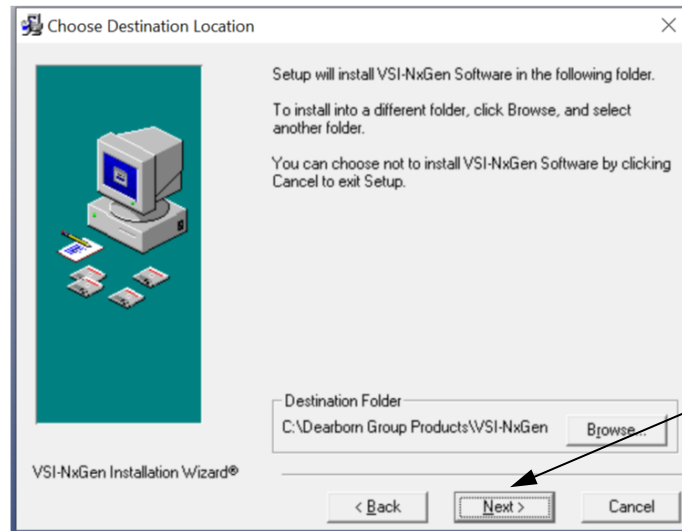 Choose Destination Location
Setup will install VSI-NxGen Software in the following folder.
To install into a different folder, click Browse, and select
another folder.
You can choose not to install VSI-NxGen Software by clicking
Cancel to exit Setup.
Destination Folder
C:\Dearborn Group Products\VSI-NxGen
Browse...
VSI-NxGen Installation Wizard®
< Back
Next >
Cancel